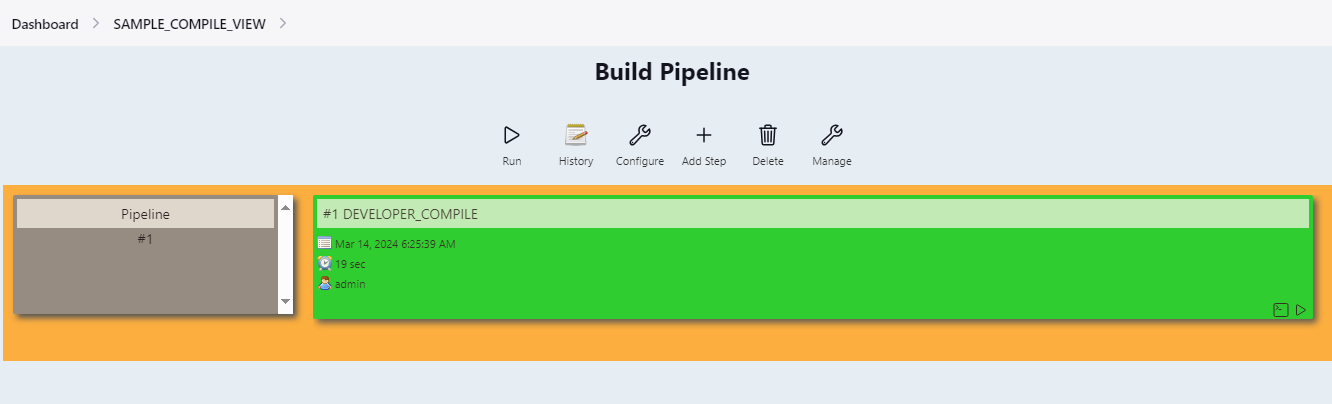 Dashboard SAMPLE_COMPILE_VIEW
Build Pipeline
Run History Configure Add Step Delete Manage
Pipeline
#1
#1 DEVELOPER_COMPILE
Mar 14, 2024 6:25:39 AM
19 sec
admin